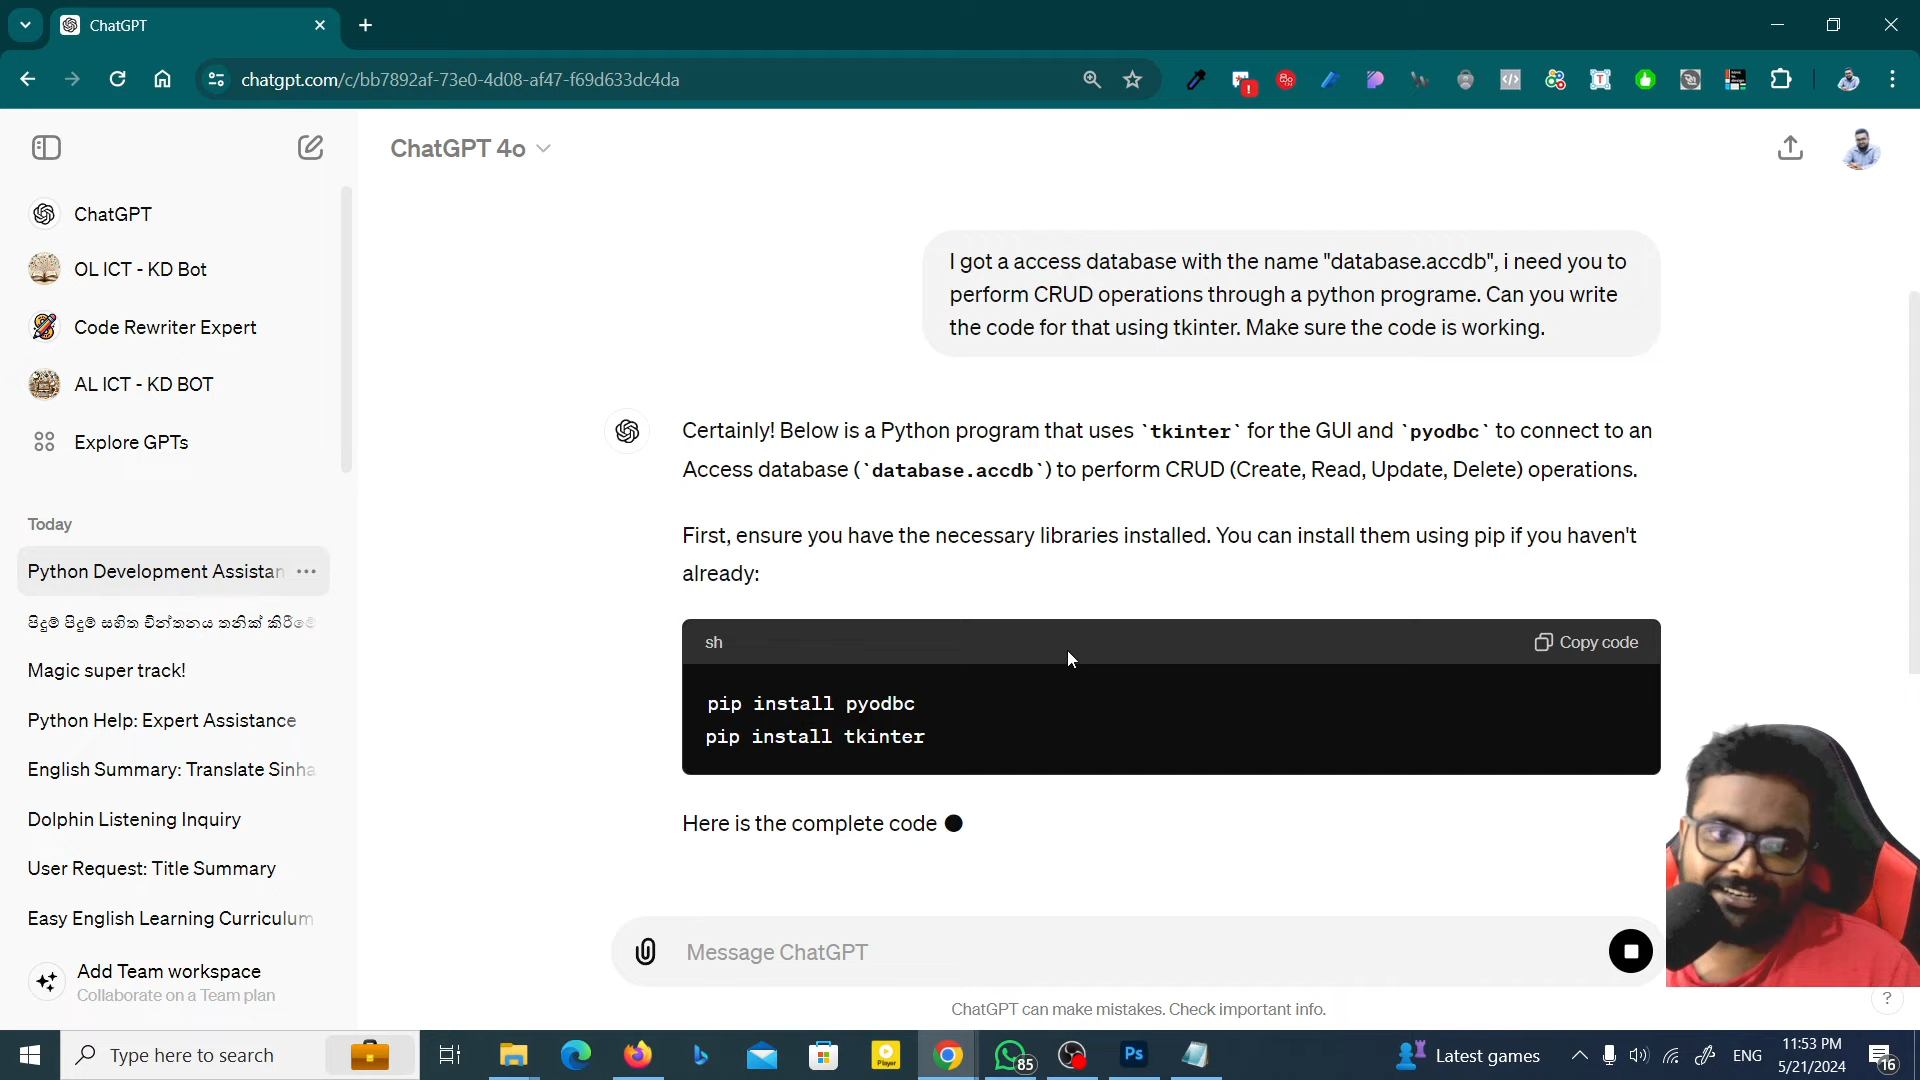 ChatGPT
chatgpt.com/c/bb7892af-73e0-4d08-af47-f69d633dc4da
ChatGPT 4o
ChatGPT
OL ICT - KD Bot
Code Rewriter Expert
AL ICT - KD BOT
Explore GPTs
Today
Python Development Assistan
පිදුම් පිදුම් සහිත චින්තනය තනික් කිරීමේ
Magic super track!
Python Help: Expert Assistance
English Summary: Translate Sinha
Dolphin Listening Inquiry
User Request: Title Summary
Easy English Learning Curriculum
Add Team workspace
Collaborate on a Team plan
I got a access database with the name "database.accdb", i need you to
perform CRUD operations through a python programe. Can you write
the code for that using tkinter. Make sure the code is working.
Certainly! Below is a Python program that uses `tkinter` for the GUI and `pyodbc` to connect to an
Access database (`database.accdb`) to perform CRUD (Create, Read, Update, Delete) operations.
First, ensure you have the necessary libraries installed. You can install them using pip if you haven't
already:
sh
Copy code
pip install pyodbc
pip install tkinter
Here is the complete code
Message ChatGPT
ChatGPT can make mistakes. Check important info.
?
Type here to search
Player
85
Ps
Latest games
ENG
11:53 PM
5/21/2024
16